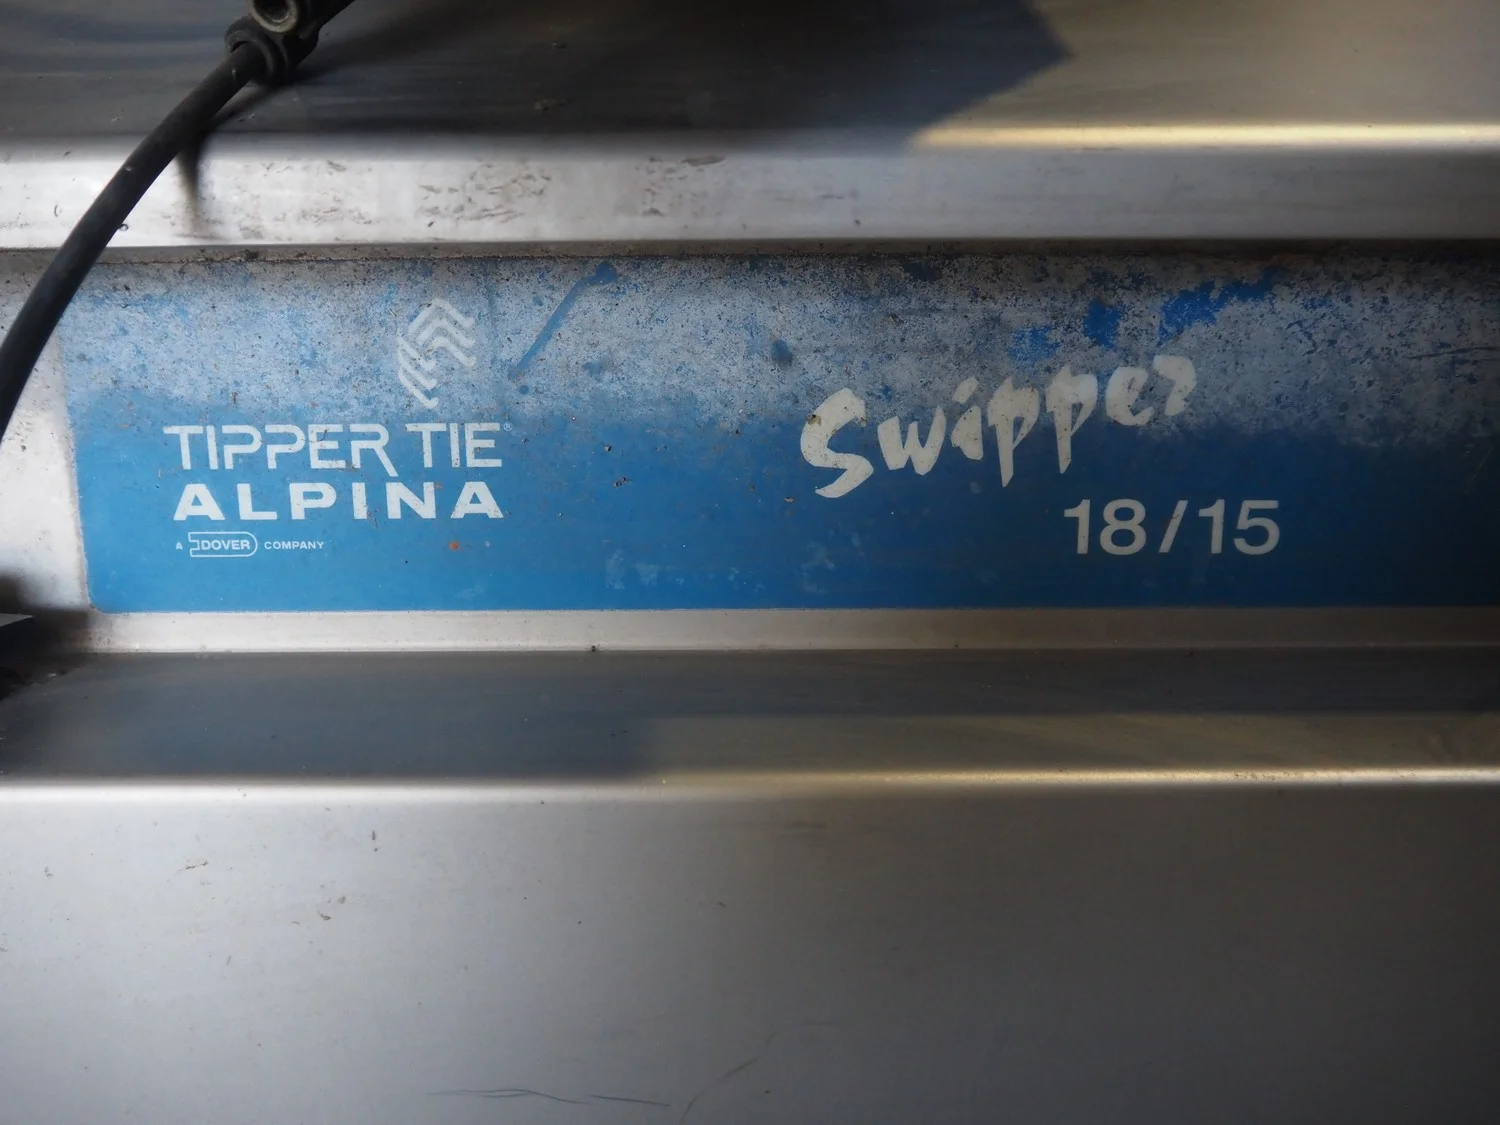 TIPPER TIE®
ALPINA
A DOVER COMPANY
Swipper
18/15